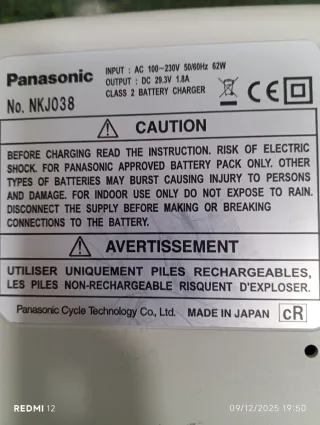 Panasonic
No. NKJ038
INPUT : AC 100-230V 50/60Hz 62W
OUTPUT : DC 29.3V 1.8A
CLASS 2 BATTERY CHARGER
CE
CAUTION
BEFORE CHARGING READ THE INSTRUCTION. RISK OF ELECTRIC
SHOCK. FOR PANASONIC APPROVED BATTERY PACK ONLY. OTHER
TYPES OF BATTERIES MAY BURST CAUSING INJURY TO PERSONS
AND DAMAGE. FOR INDOOR USE ONLY DO NOT EXPOSE TO RAIN.
DISCONNECT THE SUPPLY BEFORE MAKING OR BREAKING
CONNECTIONS TO THE BATTERY.
AVERTISSEMENT
UTILISER UNIQUEMENT PILES RECHARGEABLES,
LES PILES NON-RECHARGEABLE RISQUENT D'EXPLOSER.
Panasonic Cycle Technology Co., Ltd. MADE IN JAPAN cR
REDMI 12
09/12/2025 19:50